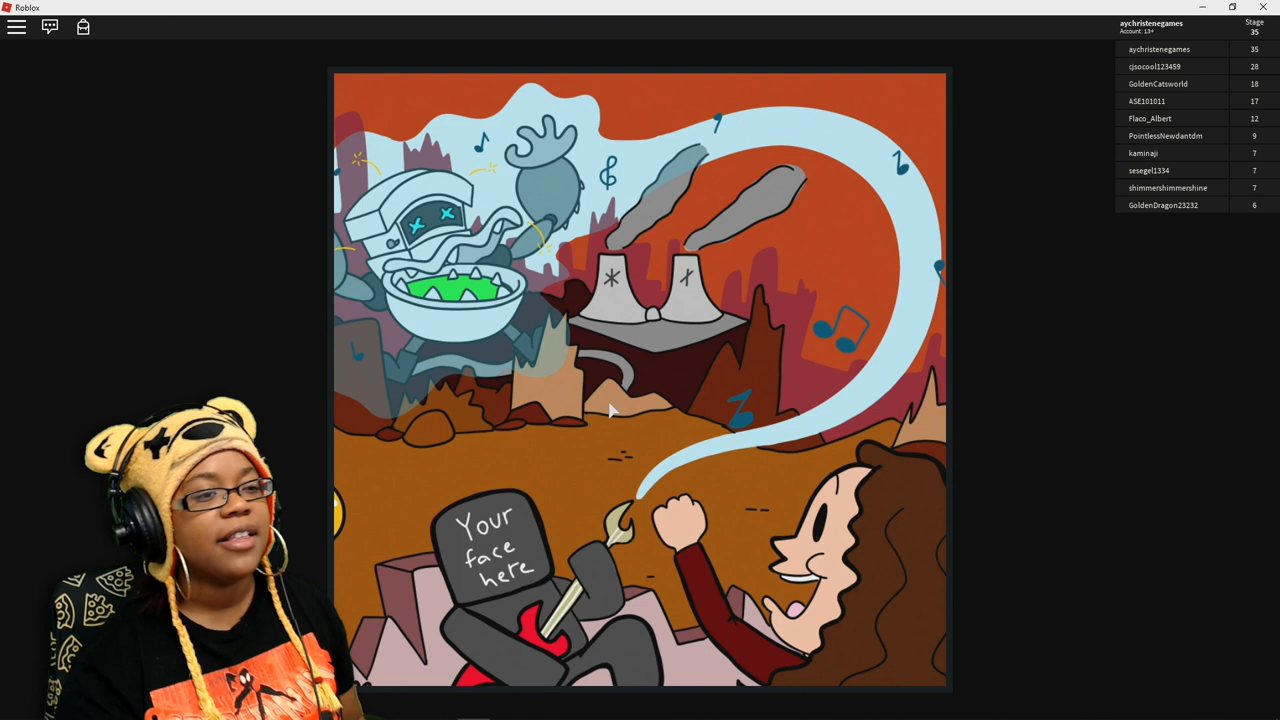 Roblox
aychristenegames
Account: 13+
Stage
35
aychristenegames 35
cjsocool123459 28
GoldenCatsworld 18
ASE101011 17
Flaco_Albert 12
PointlessNewdantdm 9
kaminaji 7
sesegel1334 7
shimmershimmershine 7
GoldenDragon23232 6
Your
face
here